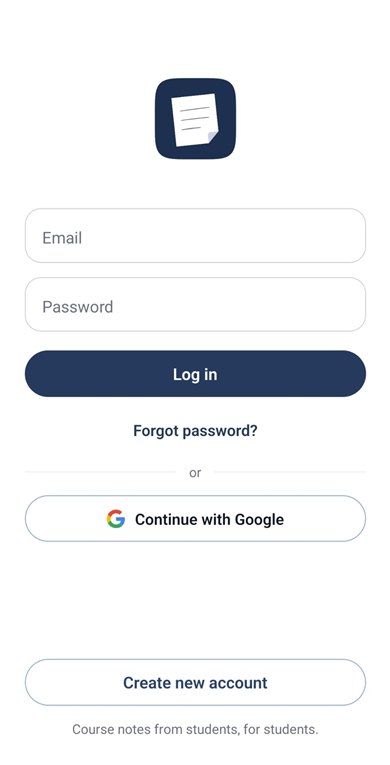 Email
Password
Log in
Forgot password?
or
Continue with Google
Create new account
Course notes from students, for students.